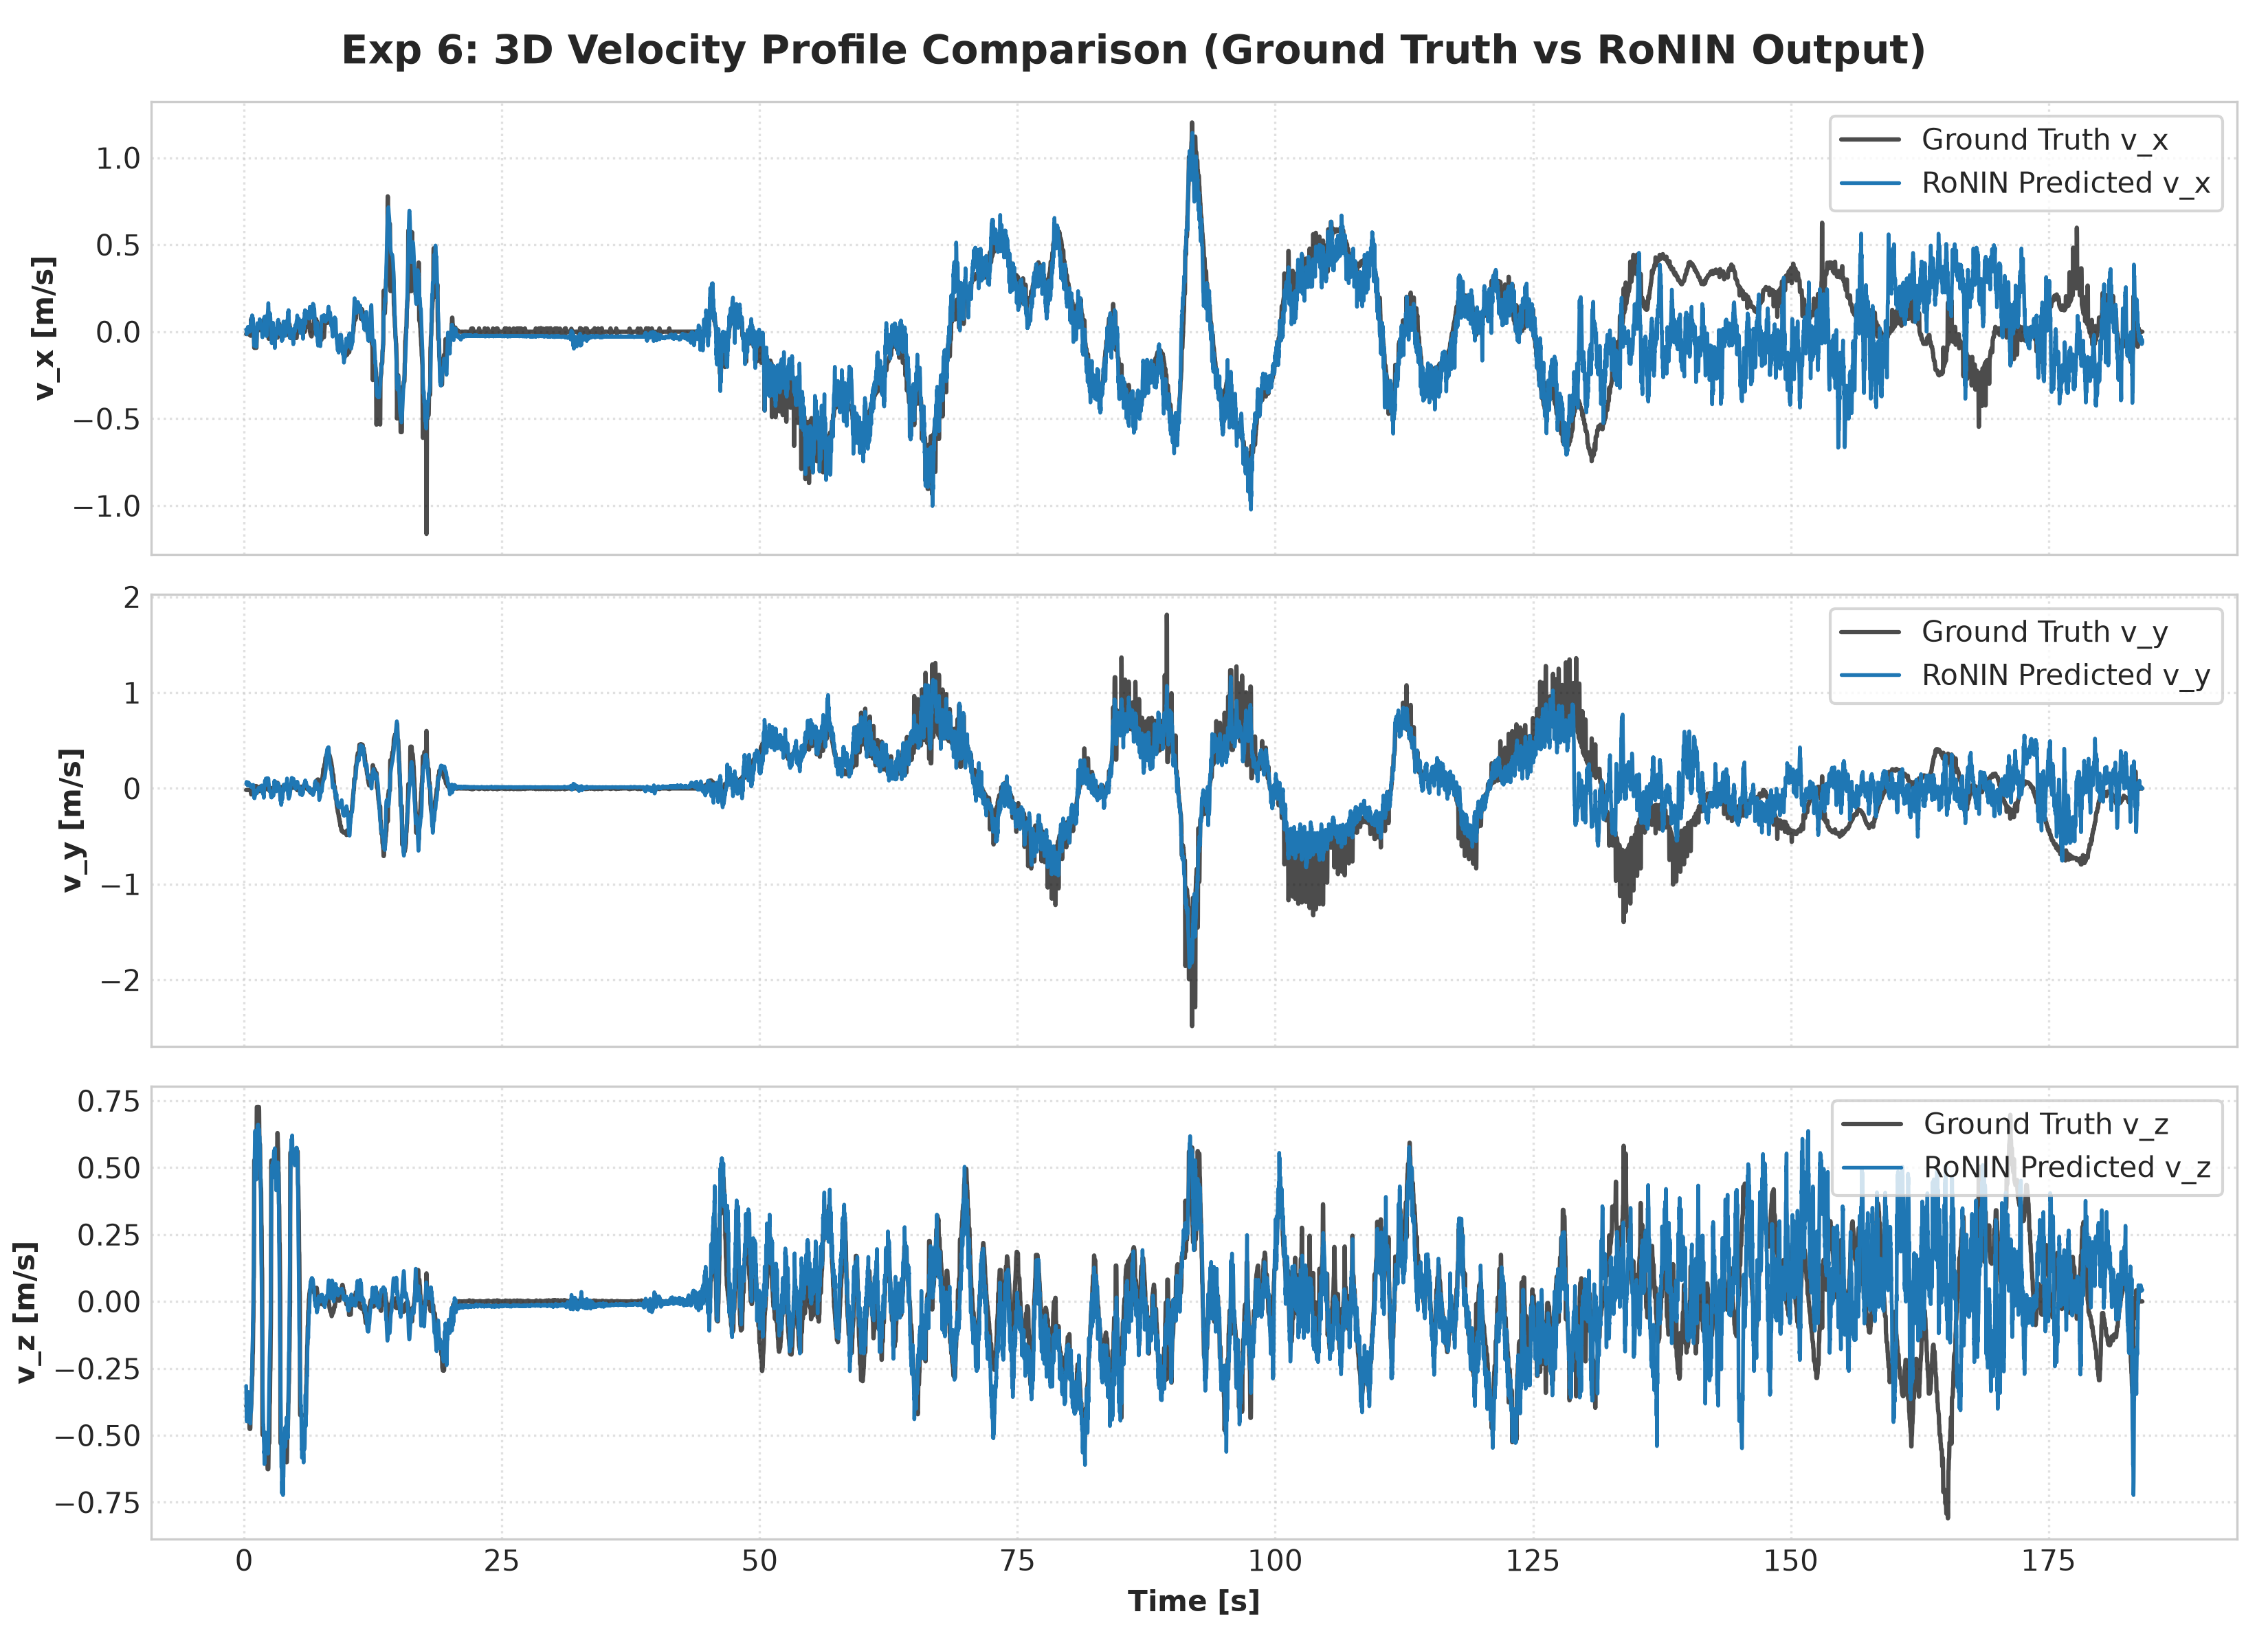 Exp 6: 3D Velocity Profile Comparison (Ground Truth vs RoNIN Output)
v_x [m/s]
1.0
0.5
0.0
−0.5
−1.0
Ground Truth v_x
RoNIN Predicted v_x
v_y [m/s]
2
1
0
−1
−2
Ground Truth v_y
RoNIN Predicted v_y
v_z [m/s]
0.75
0.50
0.25
0.00
−0.25
−0.50
−0.75
Ground Truth v_z
RoNIN Predicted v_z
0 25 50 75 100 125 150 175
Time [s]